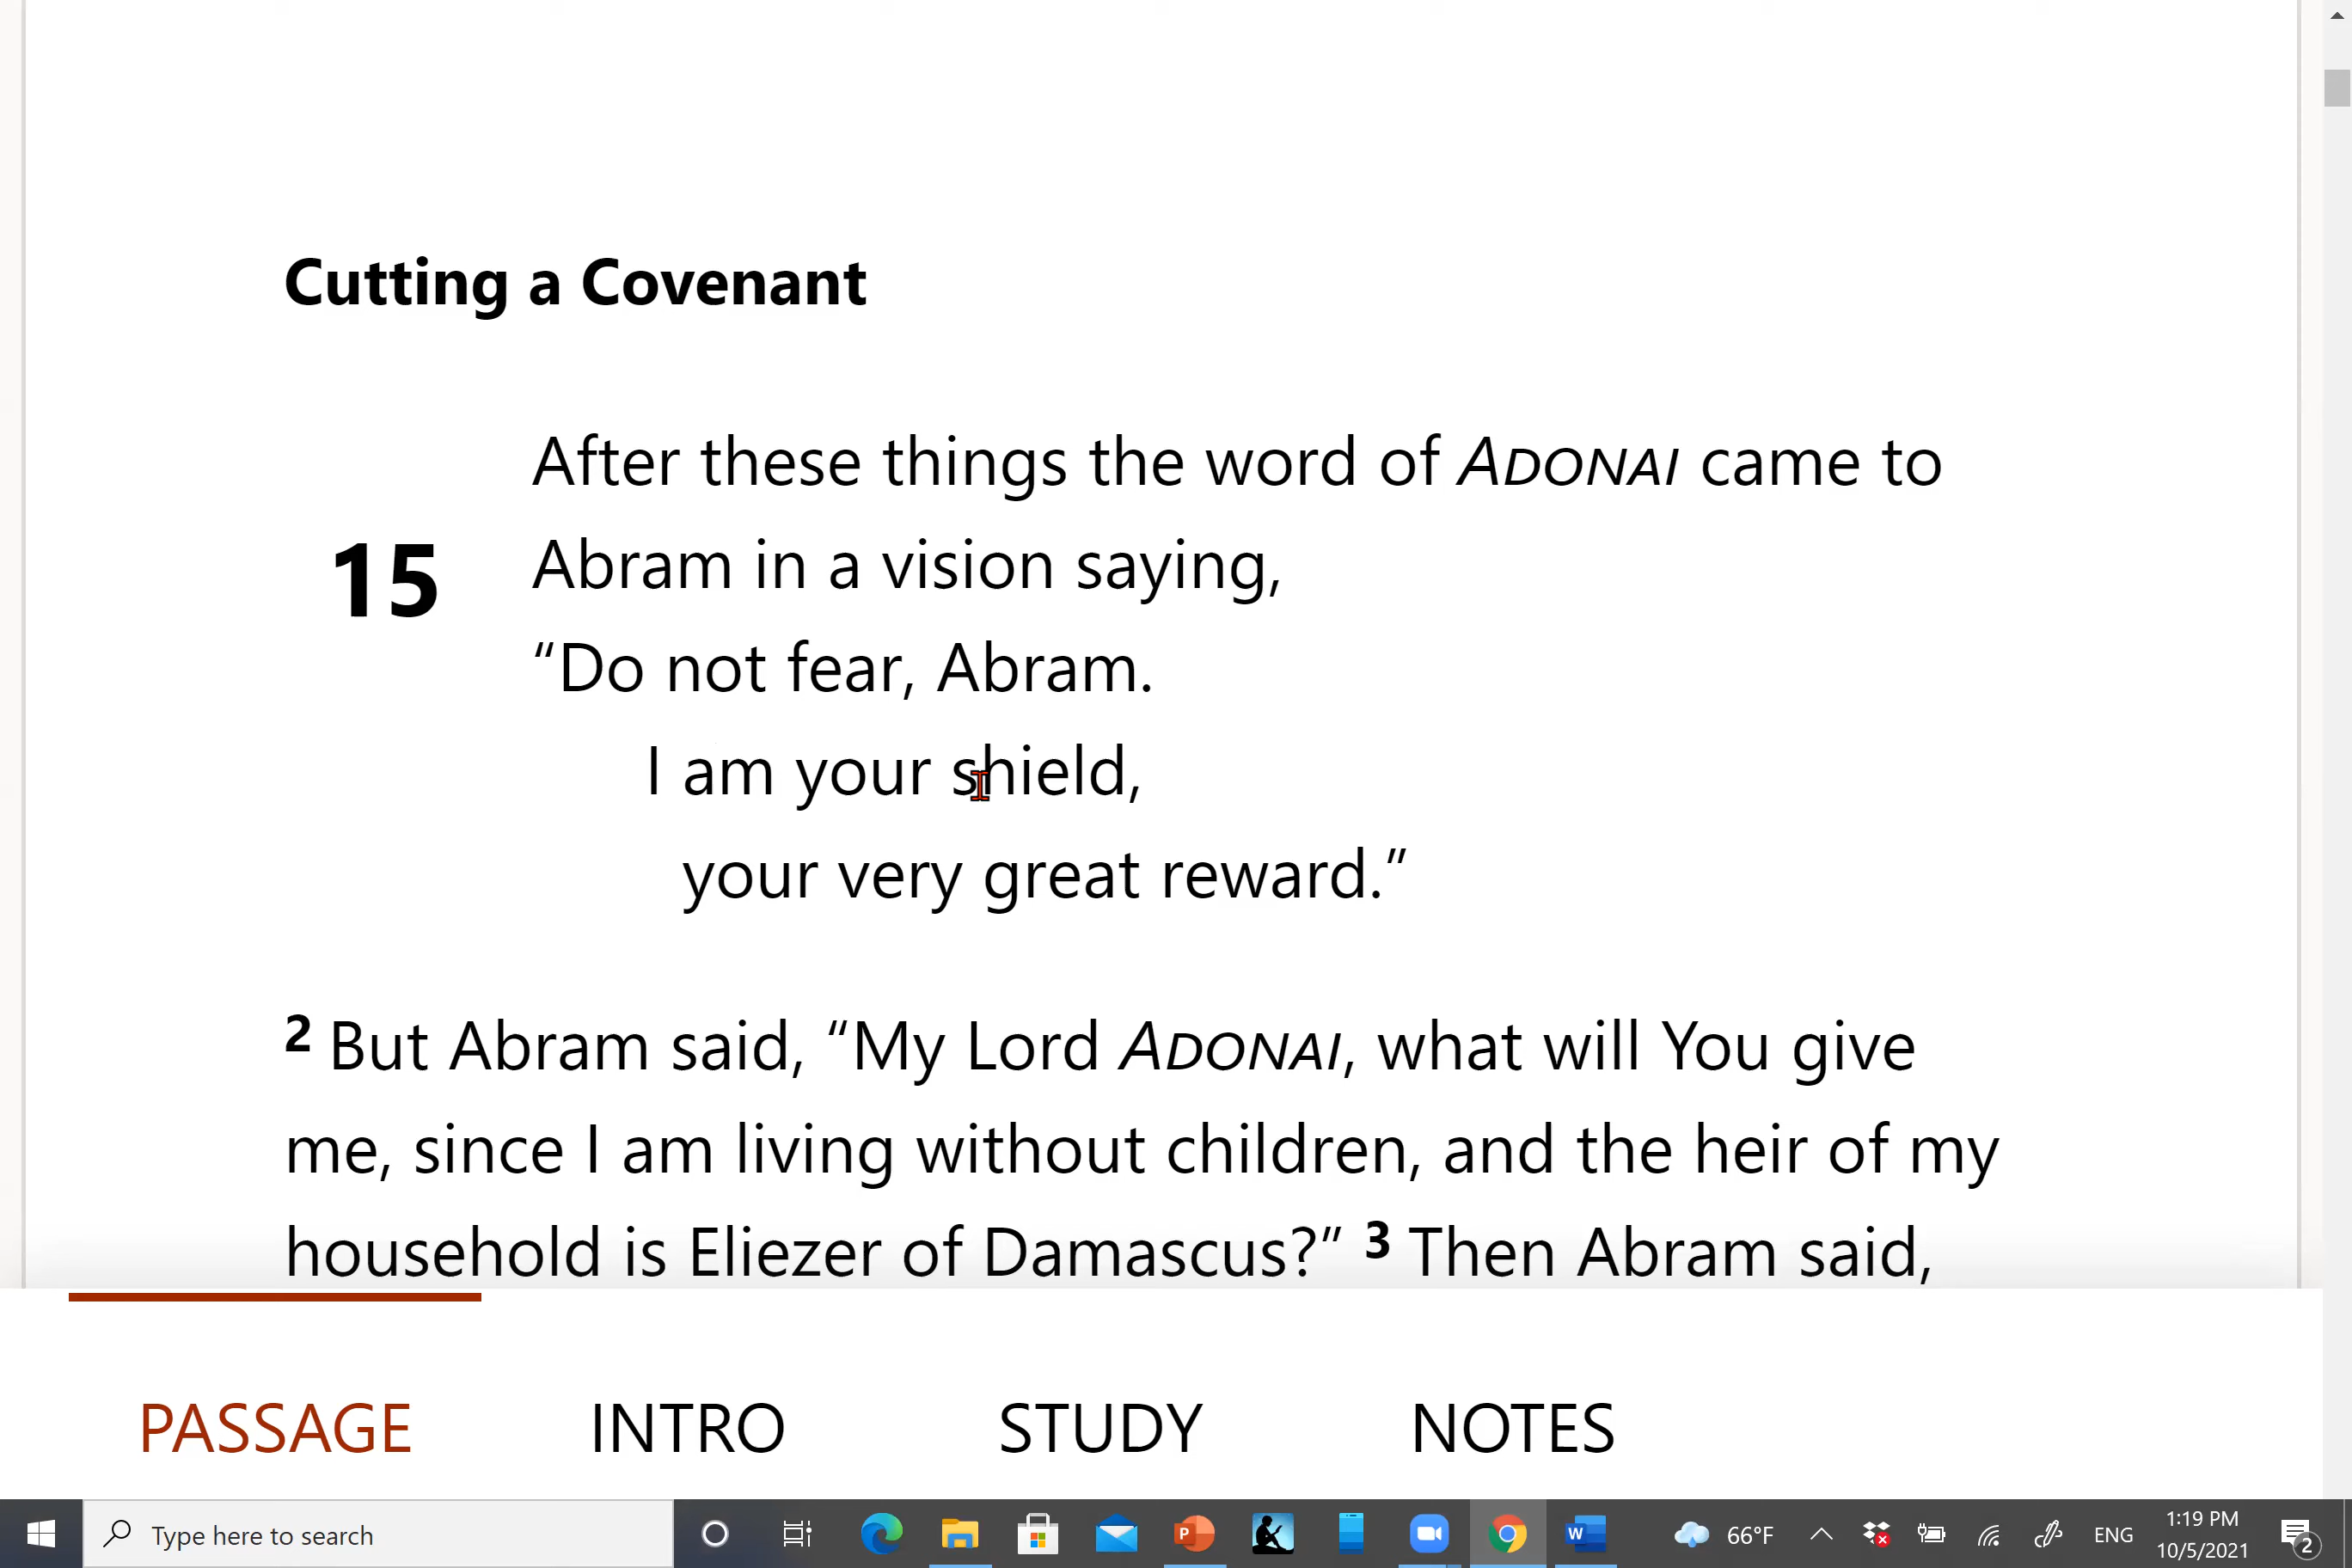 Cutting a Covenant
After these things the word of ADONAI came to
15 Abram in a vision saying,
“Do not fear, Abram.
I am your shield,
your very great reward.”
2 But Abram said, “My Lord ADONAI, what will You give
me, since I am living without children, and the heir of my
household is Eliezer of Damascus?” 3 Then Abram said,
PASSAGE INTRO STUDY NOTES
Type here to search
P
W
66°F
ENG
1:19 PM
10/5/2021
2